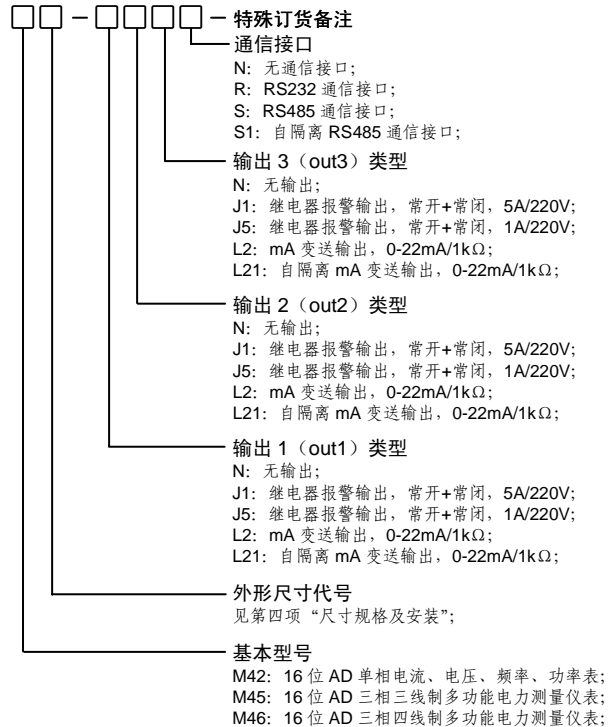 □□－□□□□－特殊订货备注
通信接口
N：无通信接口；
R：RS232 通信接口；
S：RS485 通信接口；
S1：自隔离 RS485 通信接口；
输出 3（out3）类型
N：无输出；
J1：继电器报警输出，常开+常闭，5A/220V；
J5：继电器报警输出，常开+常闭，1A/220V；
L2：mA 变送输出，0-22mA/1kΩ；
L21：自隔离 mA 变送输出，0-22mA/1kΩ；
输出 2（out2）类型
N：无输出；
J1：继电器报警输出，常开+常闭，5A/220V；
J5：继电器报警输出，常开+常闭，1A/220V；
L2：mA 变送输出，0-22mA/1kΩ；
L21：自隔离 mA 变送输出，0-22mA/1kΩ；
输出 1（out1）类型
N：无输出；
J1：继电器报警输出，常开+常闭，5A/220V；
J5：继电器报警输出，常开+常闭，1A/220V；
L2：mA 变送输出，0-22mA/1kΩ；
L21：自隔离 mA 变送输出，0-22mA/1kΩ；
外形尺寸代号
见第四项“尺寸规格及安装”；
基本型号
M42：16 位 AD 单相电流、电压、频率、功率表；
M45：16 位 AD 三相三线制多功能电力测量仪表；
M46：16 位 AD 三相四线制多功能电力测量仪表；